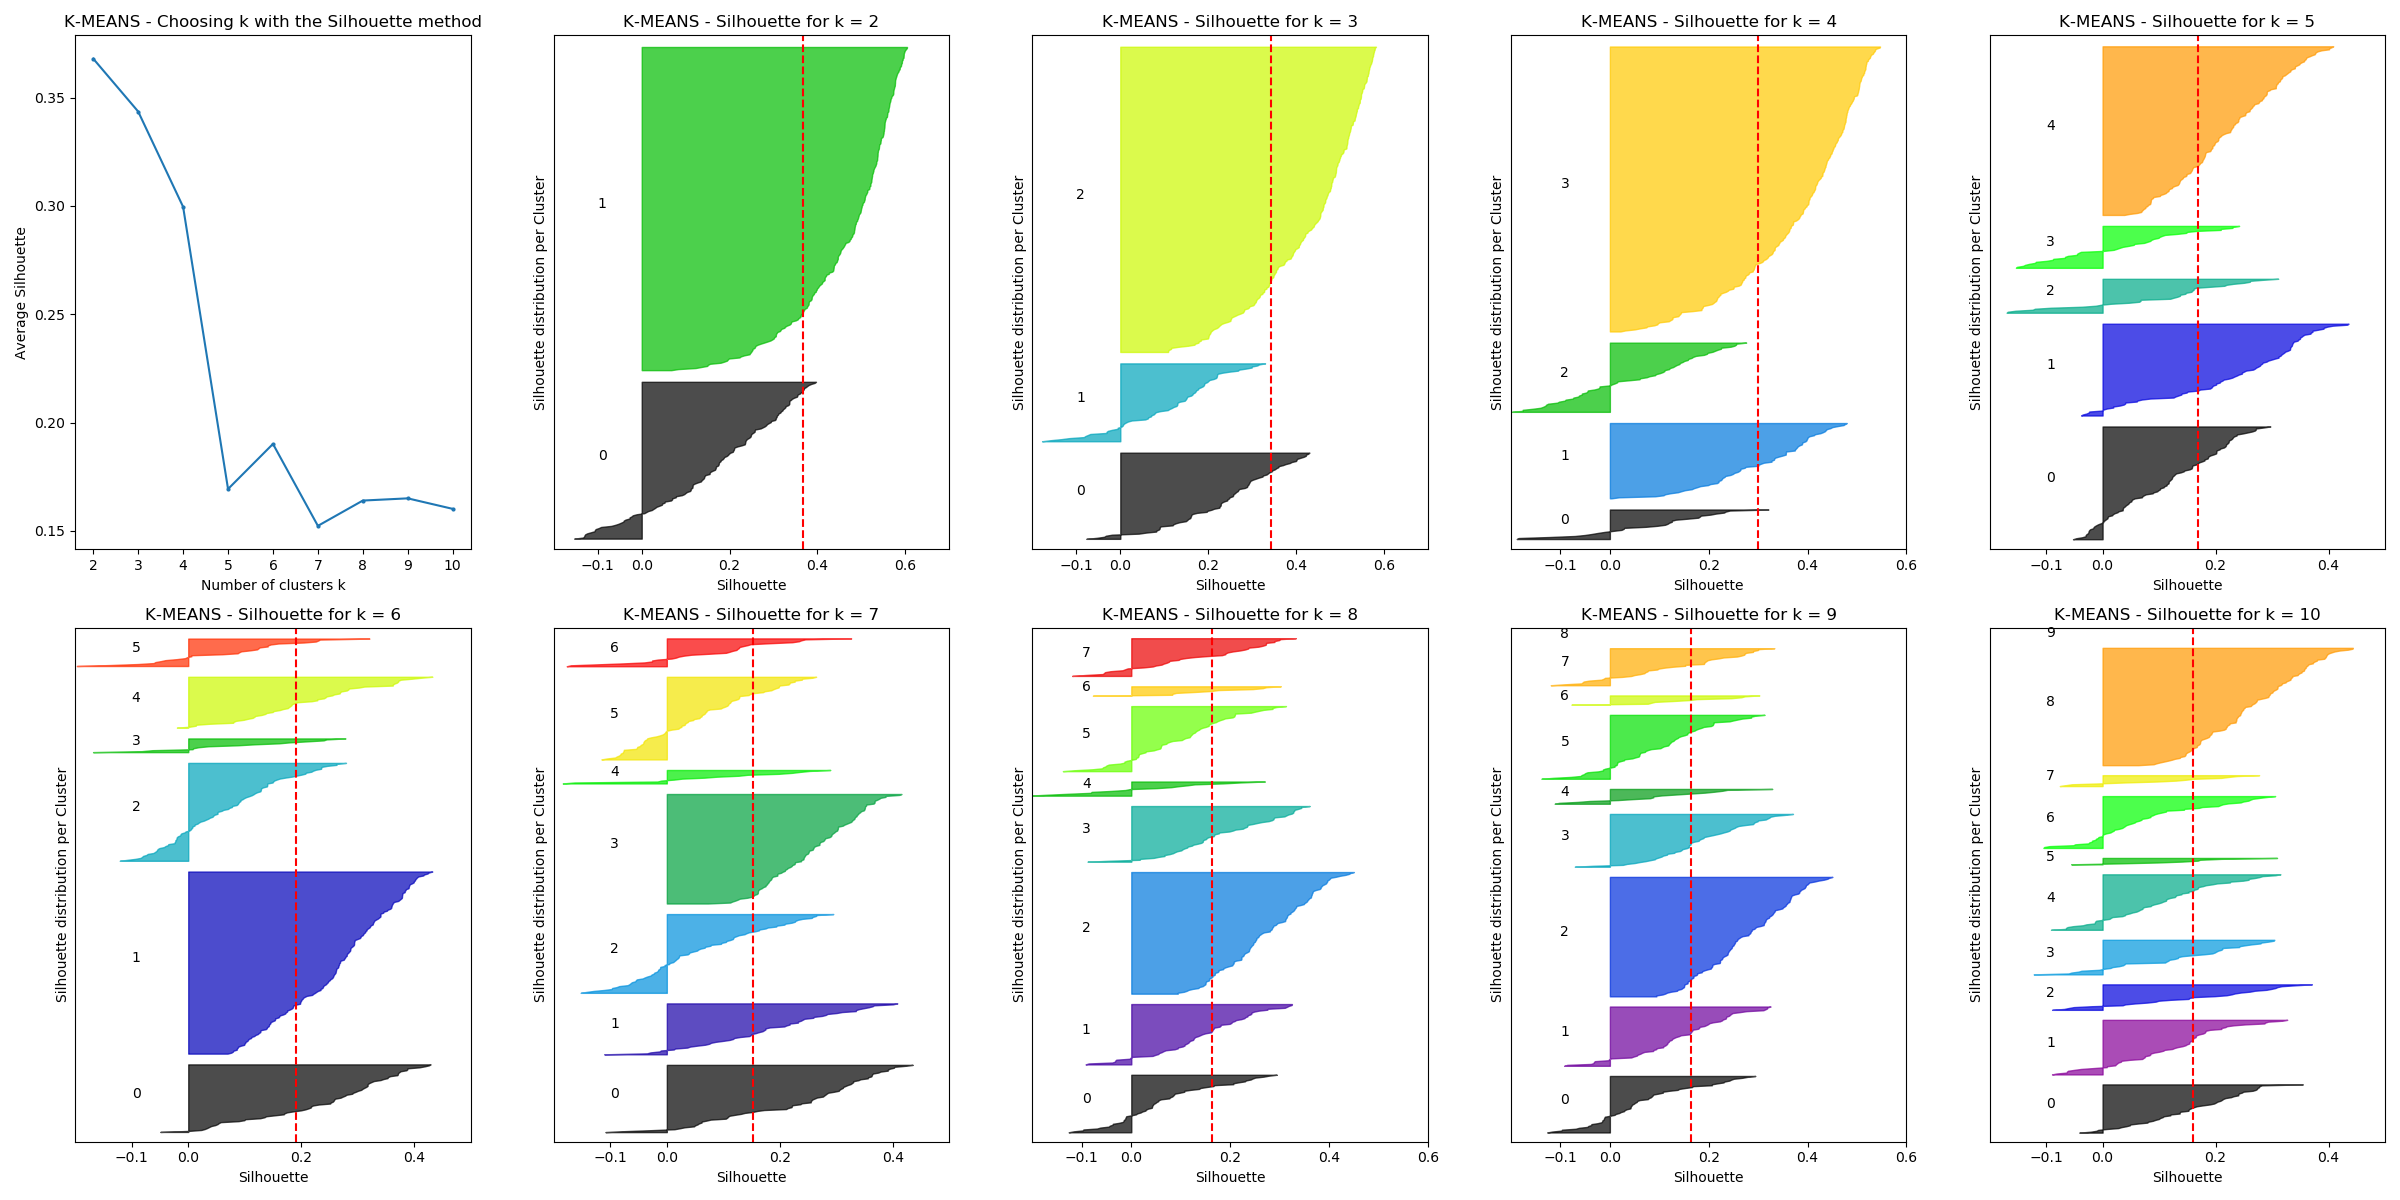 K-MEANS - Choosing k with the Silhouette method
0.35
0.30
0.25
0.20
0.15
Average Silhouette
2 3 4 5 6 7 8 9 10
Number of clusters k
K-MEANS - Silhouette for k = 2
Silhouette distribution per Cluster
1
0
−0.1 0.0 0.2 0.4 0.6
Silhouette
K-MEANS - Silhouette for k = 3
Silhouette distribution per Cluster
2
1
0
−0.1 0.0 0.2 0.4 0.6
Silhouette
K-MEANS - Silhouette for k = 4
Silhouette distribution per Cluster
3
2
1
0
−0.1 0.0 0.2 0.4 0.6
Silhouette
K-MEANS - Silhouette for k = 5
Silhouette distribution per Cluster
4
3
2
1
0
−0.1 0.0 0.2 0.4
Silhouette
K-MEANS - Silhouette for k = 6
Silhouette distribution per Cluster
5
4
3
2
1
0
−0.1 0.0 0.2 0.4
Silhouette
K-MEANS - Silhouette for k = 7
Silhouette distribution per Cluster
6
5
4
3
2
1
0
−0.1 0.0 0.2 0.4
Silhouette
K-MEANS - Silhouette for k = 8
Silhouette distribution per Cluster
7
6
5
4
3
2
1
0
−0.1 0.0 0.2 0.4 0.6
Silhouette
K-MEANS - Silhouette for k = 9
Silhouette distribution per Cluster
8
7
6
5
4
3
2
1
0
−0.1 0.0 0.2 0.4 0.6
Silhouette
K-MEANS - Silhouette for k = 10
Silhouette distribution per Cluster
9
8
7
6
5
4
3
2
1
0
−0.1 0.0 0.2 0.4
Silhouette